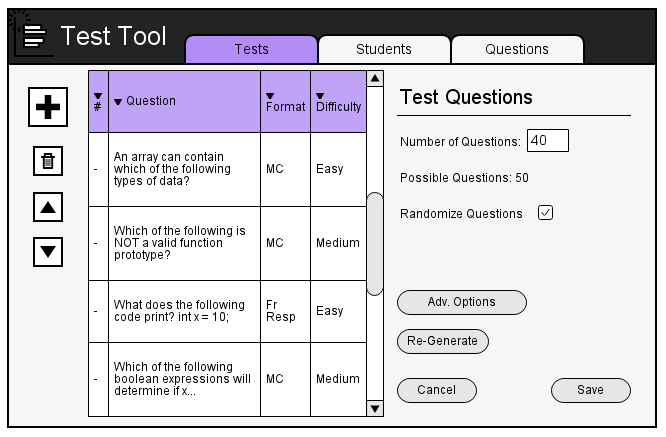 Test Tool
Tests
Students
Questions
#
Question
Format
Difficulty
-
An array can contain
which of the following
types of data?
MC
Easy
-
Which of the following is
NOT a valid function
prototype?
MC
Medium
-
What does the following
code print? int x = 10;
Fr
Resp
Easy
-
Which of the following
boolean expressions will
determine if x...
MC
Medium
Test Questions
Number of Questions: 40
Possible Questions: 50
Randomize Questions
Adv. Options
Re-Generate
Cancel
Save